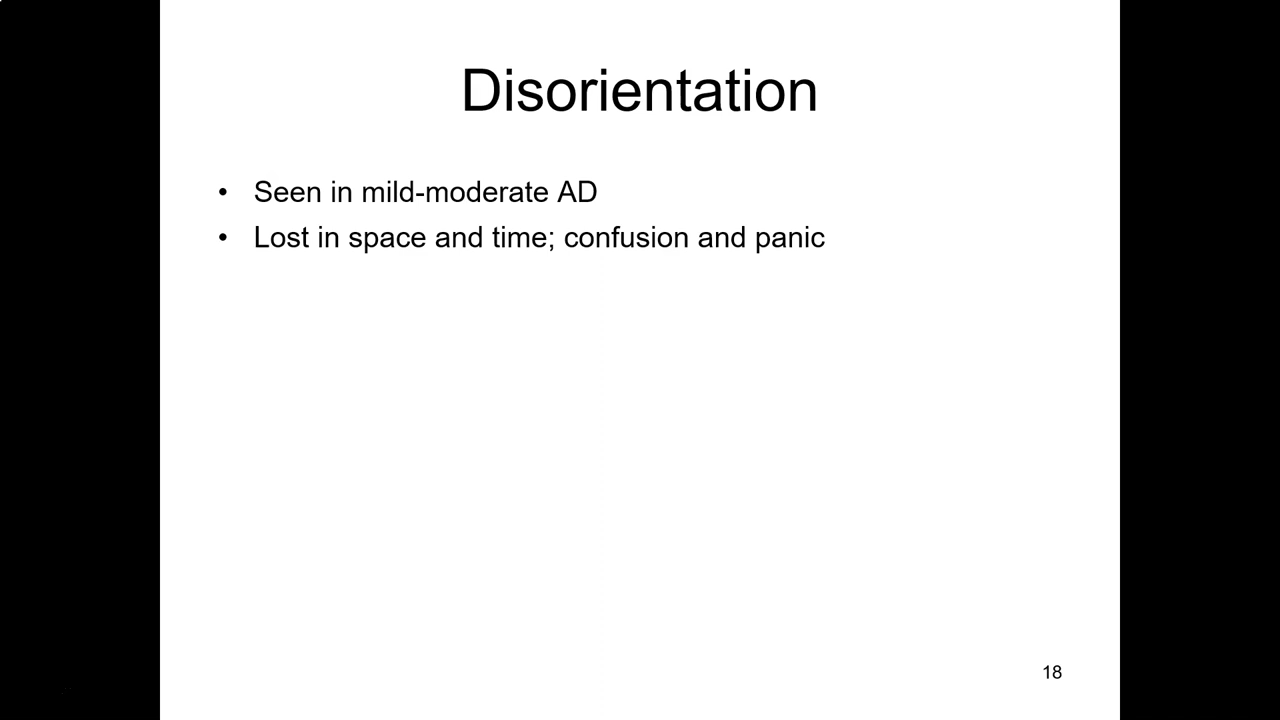 Disorientation
• Seen in mild-moderate AD
• Lost in space and time; confusion and panic
18